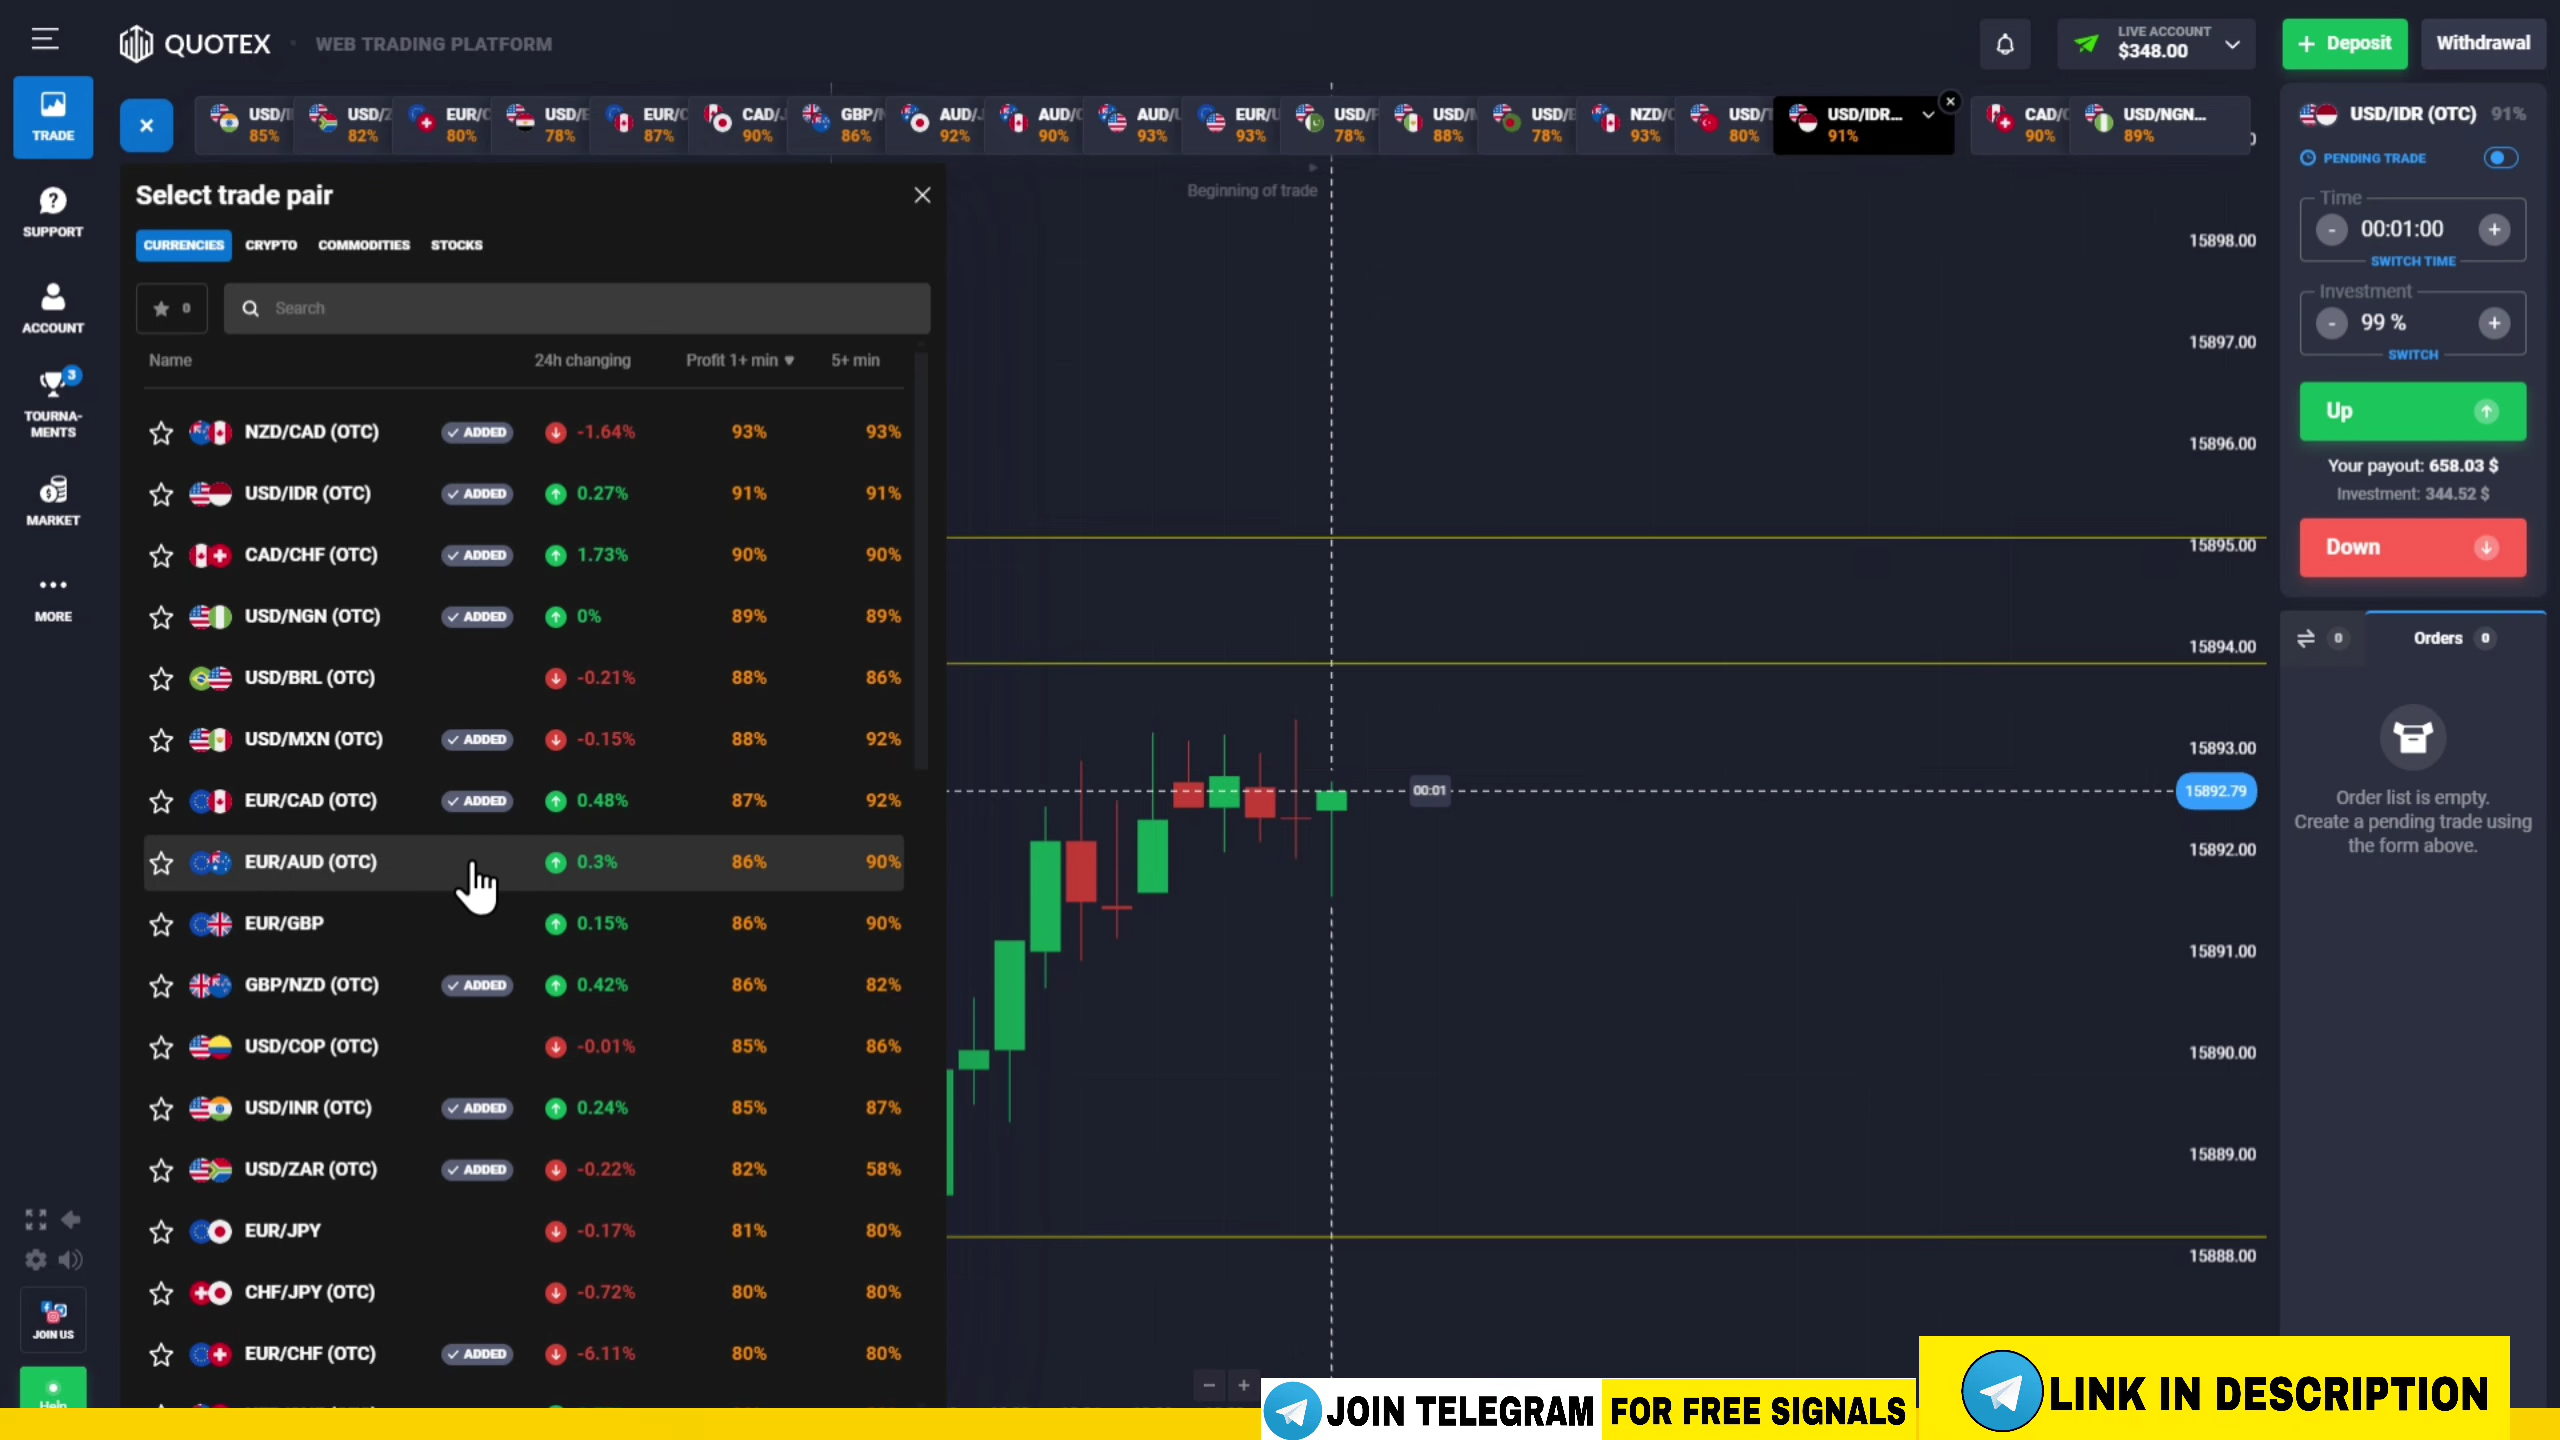 QUOTEX
WEB TRADING PLATFORM
LIVE ACCOUNT
$348.00
Deposit
Withdrawal
TRADE
SUPPORT
ACCOUNT
3
TOURNA-
MENTS
MARKET
MORE
JOIN US
Help
USD/I 85%
USD/Z 82%
EUR/C 80%
USD/E 78%
EUR/C 87%
CAD/J 90%
GBP/N 86%
AUD/J 92%
AUD/C 90%
AUD/U 93%
EUR/U 93%
USD/P 78%
USD/M 88%
USD/B 78%
NZD/C 93%
USD/T 80%
USD/IDR... 91%
CAD/C 90%
USD/NGN... 89%
Select trade pair
CURRENCIES CRYPTO COMMODITIES STOCKS
0 Search
Name 24h changing Profit 1+ min 5+ min
NZD/CAD (OTC) ADDED -1.64% 93% 93%
USD/IDR (OTC) ADDED 0.27% 91% 91%
CAD/CHF (OTC) ADDED 1.73% 90% 90%
USD/NGN (OTC) ADDED 0% 89% 89%
USD/BRL (OTC) -0.21% 88% 86%
USD/MXN (OTC) ADDED -0.15% 88% 92%
EUR/CAD (OTC) ADDED 0.48% 87% 92%
EUR/AUD (OTC) 0.3% 86% 90%
EUR/GBP 0.15% 86% 90%
GBP/NZD (OTC) ADDED 0.42% 86% 82%
USD/COP (OTC) -0.01% 85% 86%
USD/INR (OTC) ADDED 0.24% 85% 87%
USD/ZAR (OTC) ADDED -0.22% 82% 58%
EUR/JPY -0.17% 81% 80%
CHF/JPY (OTC) -0.72% 80% 80%
EUR/CHF (OTC) ADDED -6.11% 80% 80%
Beginning of trade
00:01
15898.00
15897.00
15896.00
15895.00
15894.00
15893.00
15892.79
15892.00
15891.00
15890.00
15889.00
15888.00
USD/IDR (OTC) 91%
PENDING TRADE
Time
- 00:01:00 +
SWITCH TIME
Investment
- 99 % +
SWITCH
Up
Your payout: 658.03 $
Investment: 344.52 $
Down
0 Orders 0
Order list is empty.
Create a pending trade using
the form above.
JOIN TELEGRAM FOR FREE SIGNALS
LINK IN DESCRIPTION